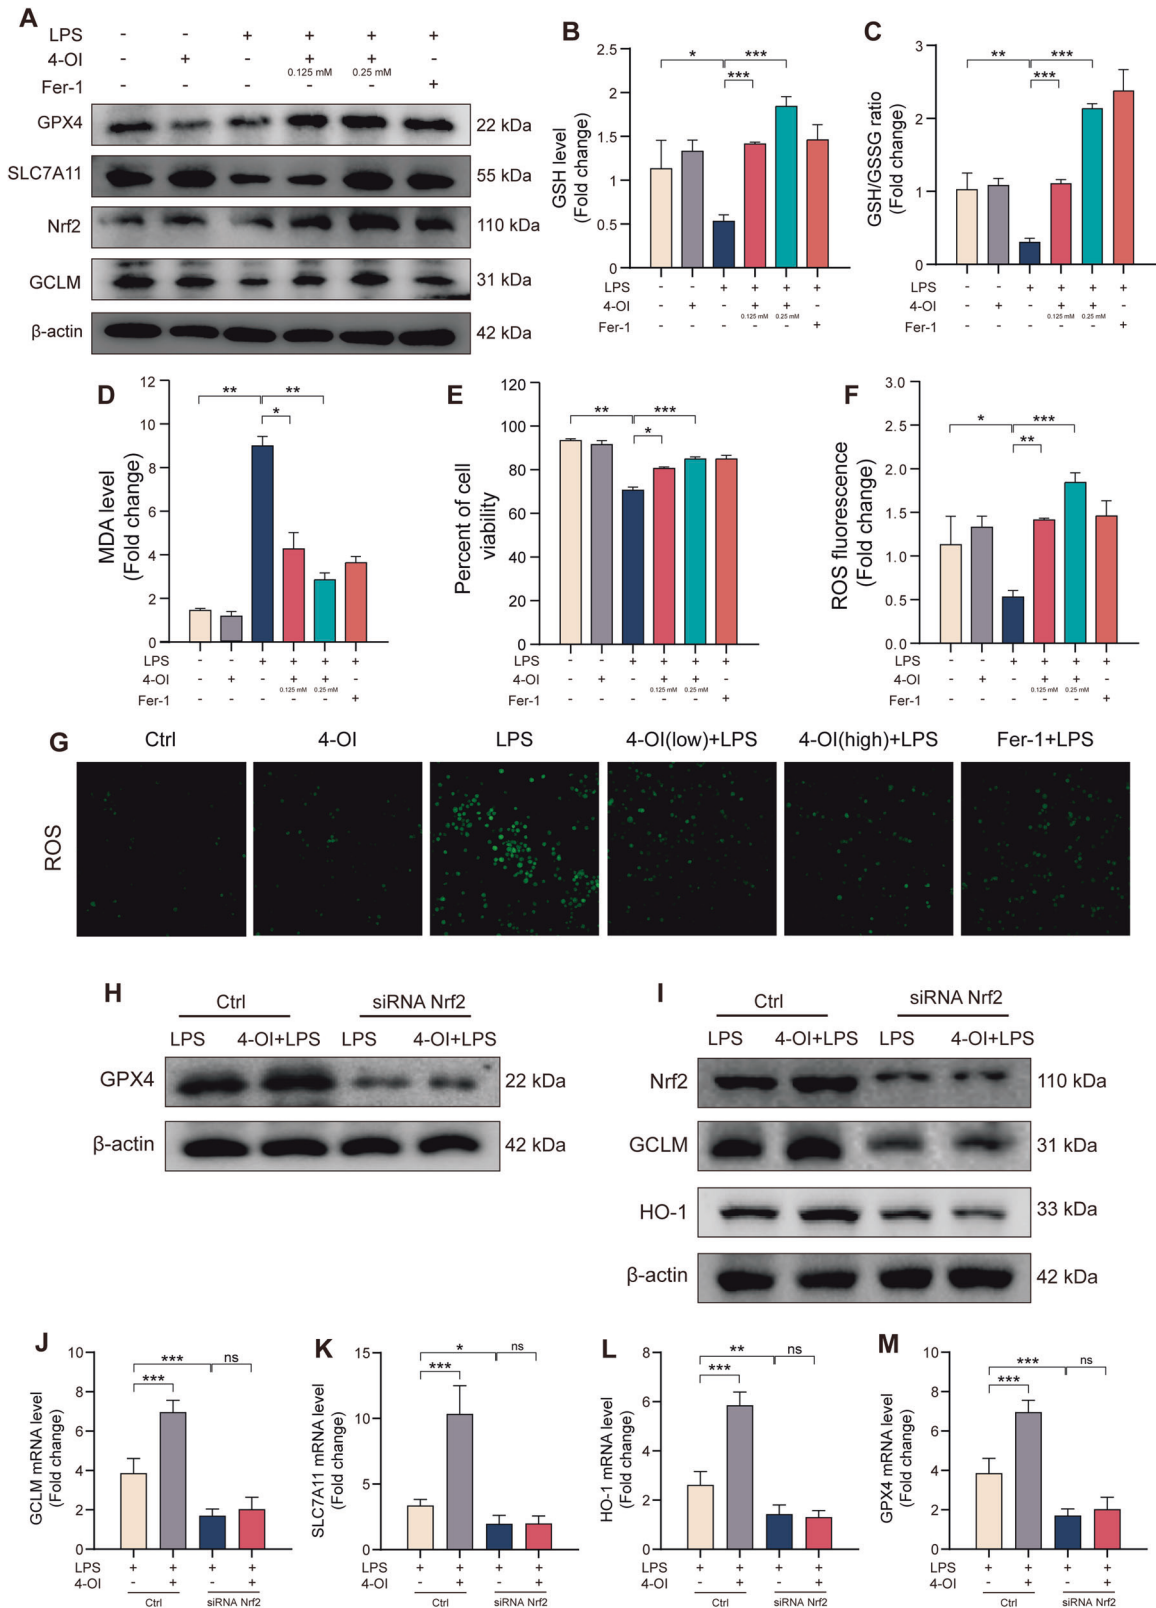 A
LPS - - + + + +
4-OI - + - + + -
0.125 mM 0.25 mM
Fer-1 - - - - - +
GPX4 22 kDa
SLC7A11 55 kDa
Nrf2 110 kDa
GCLM 31 kDa
β-actin 42 kDa
B
GSH level
(Fold change)
2.5
2.0
1.5
1.0
0.5
0
* ***
***
LPS - - + + + +
4-OI - + - + + -
0.125 mM 0.25 mM
Fer-1 - - - - - +
C
GSH/GSSG ratio
(Fold change)
3
2
1
0
** ***
***
LPS - - + + + +
4-OI - + - + + -
0.125 mM 0.25 mM
Fer-1 - - - - - +
D
MDA level
(Fold change)
12
10
8
6
4
2
0
** **
*
LPS - - + + + +
4-OI - + - + + -
0.125 mM 0.25 mM
Fer-1 - - - - - +
E
Percent of cell
viability
120
100
80
60
40
20
0
** ***
*
LPS - - + + + +
4-OI - + - + + -
0.125 mM 0.25 mM
Fer-1 - - - - - +
F
ROS fluorescence
(Fold change)
3.0
2.5
2.0
1.5
1.0
0.5
0.0
* ***
**
LPS - - + + + +
4-OI - + - + + -
0.125 mM 0.25 mM
Fer-1 - - - - - +
G
Ctrl 4-OI LPS 4-OI(low)+LPS 4-OI(high)+LPS Fer-1+LPS
ROS
H
Ctrl siRNA Nrf2
LPS 4-OI+LPS LPS 4-OI+LPS
GPX4 22 kDa
β-actin 42 kDa
I
Ctrl siRNA Nrf2
LPS 4-OI+LPS LPS 4-OI+LPS
Nrf2 110 kDa
GCLM 31 kDa
HO-1 33 kDa
β-actin 42 kDa
J
GCLM mRNA level
(Fold change)
10
8
6
4
2
0
*** ns
***
LPS + + + +
4-OI - + - +
Ctrl siRNA Nrf2
K
SLC7A11 mRNA level
(Fold change)
15
10
5
0
* ns
***
LPS + + + +
4-OI - + - +
Ctrl siRNA Nrf2
L
HO-1 mRNA level
(Fold change)
8
6
4
2
0
** ns
***
LPS + + + +
4-OI - + - +
Ctrl siRNA Nrf2
M
GPX4 mRNA level
(Fold change)
10
8
6
4
2
0
*** ns
***
LPS + + + +
4-OI - + - +
Ctrl siRNA Nrf2